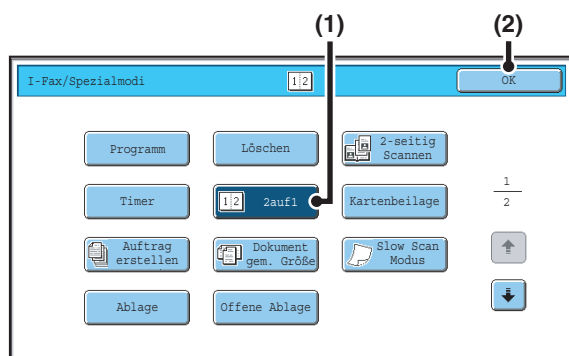 (1) (2)
I-Fax/Spezialmodi 1 2 OK
Programm Löschen 2-seitig
Scannen
Timer 1 2 2auf1 Kartenbeilage 1
2
Auftrag
erstellen
Dokument
gem. Größe
Slow Scan
Modus
Ablage Offene Ablage